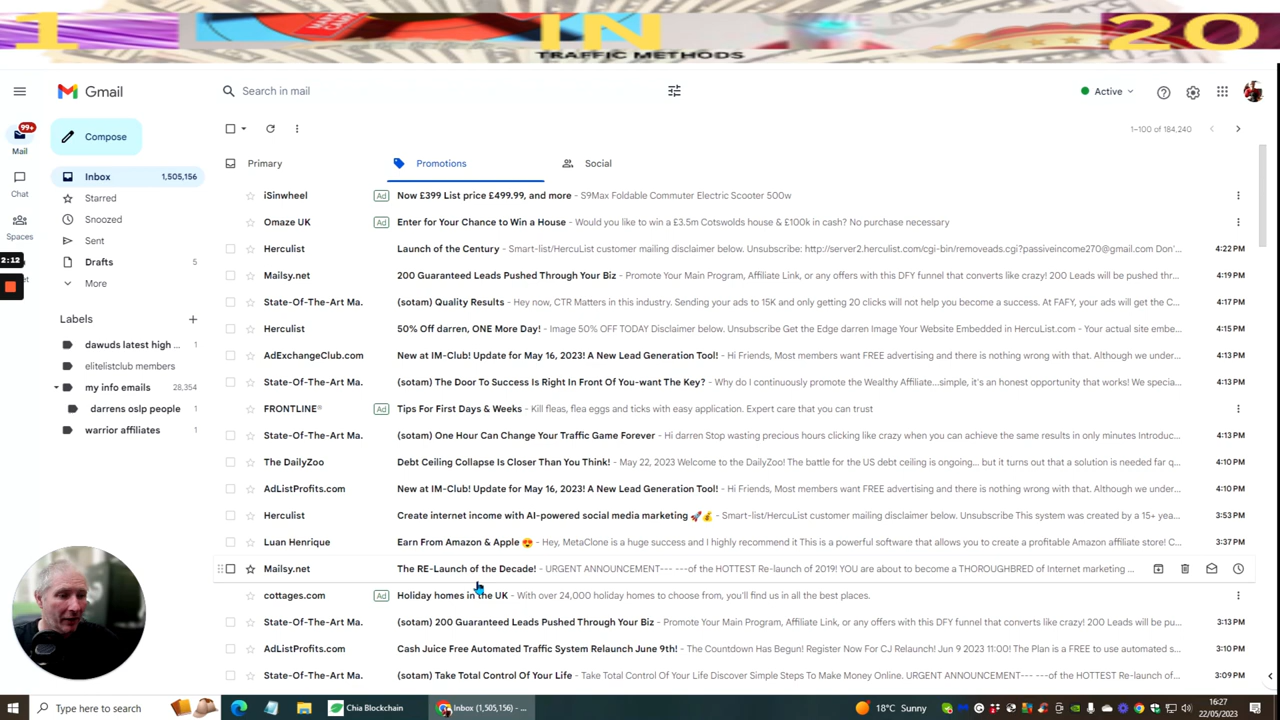 1 IN 20
TRAFFIC METHODS
Gmail
Search in mail
Active
99+
Mail
Compose
1–100 of 184,240
Inbox 1,505,156
Primary
Promotions
Social
Chat
Starred
Snoozed
Spaces
Sent
2:12
Drafts 5
More
Labels
dawuds latest high ... 1
elitelistclub members
my info emails 28,354
darrens oslp people 1
warrior affiliates 1
iSinwheel Ad Now £399 List price £499.99, and more - S9Max Foldable Commuter Electric Scooter 500w
Omaze UK Ad Enter for Your Chance to Win a House - Would you like to win a £3.5m Cotswolds house & £100k in cash? No purchase necessary
Herculist Launch of the Century - Smart-list/HercuList customer mailing disclaimer below. Unsubscribe: http://server2.herculist.com/cgi-bin/removeads.cgi?passiveincome270@gmail.com Don'... 4:22 PM
Mailsy.net 200 Guaranteed Leads Pushed Through Your Biz - Promote Your Main Program, Affiliate Link, or any offers with this DFY funnel that converts like crazy! 200 Leads will be pushed thr... 4:19 PM
State-Of-The-Art Ma. (sotam) Quality Results - Hey now, CTR Matters in this industry. Sending your ads to 15K and only getting 20 clicks will not help you become a success. At FAFY, your ads will get the C... 4:17 PM
Herculist 50% Off darren, ONE More Day! - Image 50% OFF TODAY Disclaimer below. Unsubscribe Get the Edge darren Image Your Website Embedded in HercuList.com - Your actual site embe... 4:15 PM
AdExchangeClub.com New at IM-Club! Update for May 16, 2023! A New Lead Generation Tool! - Hi Friends, Most members want FREE advertising and there is nothing wrong with that. Although we under... 4:13 PM
State-Of-The-Art Ma. (sotam) The Door To Success Is Right In Front Of You-want The Key? - Why do I continuously promote the Wealthy Affiliate...simple, it's an honest opportunity that works! We specia... 4:13 PM
FRONTLINE® Ad Tips For First Days & Weeks - Kill fleas, flea eggs and ticks with easy application. Expert care that you can trust
State-Of-The-Art Ma. (sotam) One Hour Can Change Your Traffic Game Forever - Hi darren Stop wasting precious hours clicking like crazy when you can achieve the same results in only minutes Introduc... 4:13 PM
The DailyZoo Debt Ceiling Collapse Is Closer Than You Think! - May 22, 2023 Welcome to the DailyZoo! The battle for the US debt ceiling is ongoing... but it turns out that a solution is needed far q... 4:10 PM
AdListProfits.com New at IM-Club! Update for May 16, 2023! A New Lead Generation Tool! - Hi Friends, Most members want FREE advertising and there is nothing wrong with that. Although we under... 4:10 PM
Herculist Create internet income with AI-powered social media marketing 🚀💰 - Smart-list/HercuList customer mailing disclaimer below. Unsubscribe This system was created by a 15+ yea... 3:53 PM
Luan Henrique Earn From Amazon & Apple 😍 - Hey, MetaClone is a huge success and I highly recommend it This is a powerful software that allows you to create a profitable Amazon affiliate store! C... 3:37 PM
Mailsy.net The RE-Launch of the Decade! - URGENT ANNOUNCEMENT--- ---of the HOTTEST Re-launch of 2019! YOU are about to become a THOROUGHBRED of Internet marketing ...
cottages.com Ad Holiday homes in the UK - With over 24,000 holiday homes to choose from, you'll find us in all the best places.
State-Of-The-Art Ma. (sotam) 200 Guaranteed Leads Pushed Through Your Biz - Promote Your Main Program, Affiliate Link, or any offers with this DFY funnel that converts like crazy! 200 Leads will be pu... 3:13 PM
AdListProfits.com Cash Juice Free Automated Traffic System Relaunch June 9th! - The Countdown Has Begun! Register Now For CJ Relaunch! Jun 9 2023 11:00! The Plan is a FREE to use automated s... 3:10 PM
State-Of-The-Art Ma. (sotam) Take Total Control Of Your Life - Take Total Control Of Your Life Discover Simple Steps To Make Money Online. URGENT ANNOUNCEMENT--- ---of the HOTTEST Re-launch of... 3:09 PM
Type here to search
Chia Blockchain
Inbox (1,505,156) - ...
18°C Sunny
16:27
22/05/2023